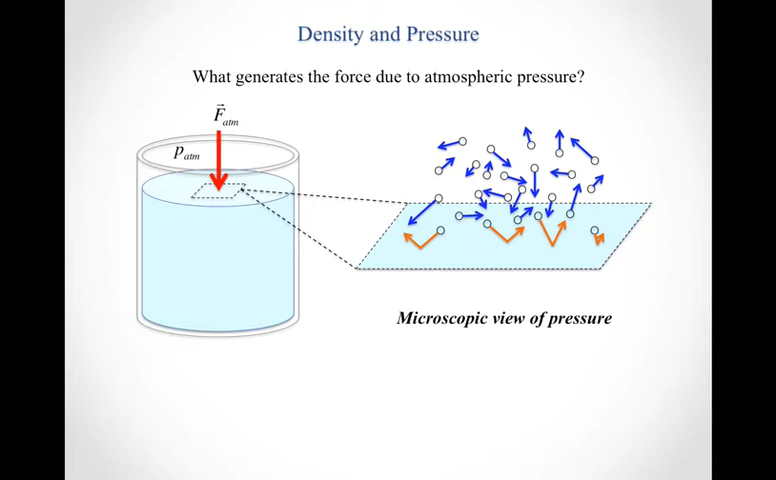 Density and Pressure
What generates the force due to atmospheric pressure?
F⃗atm
patm
Microscopic view of pressure